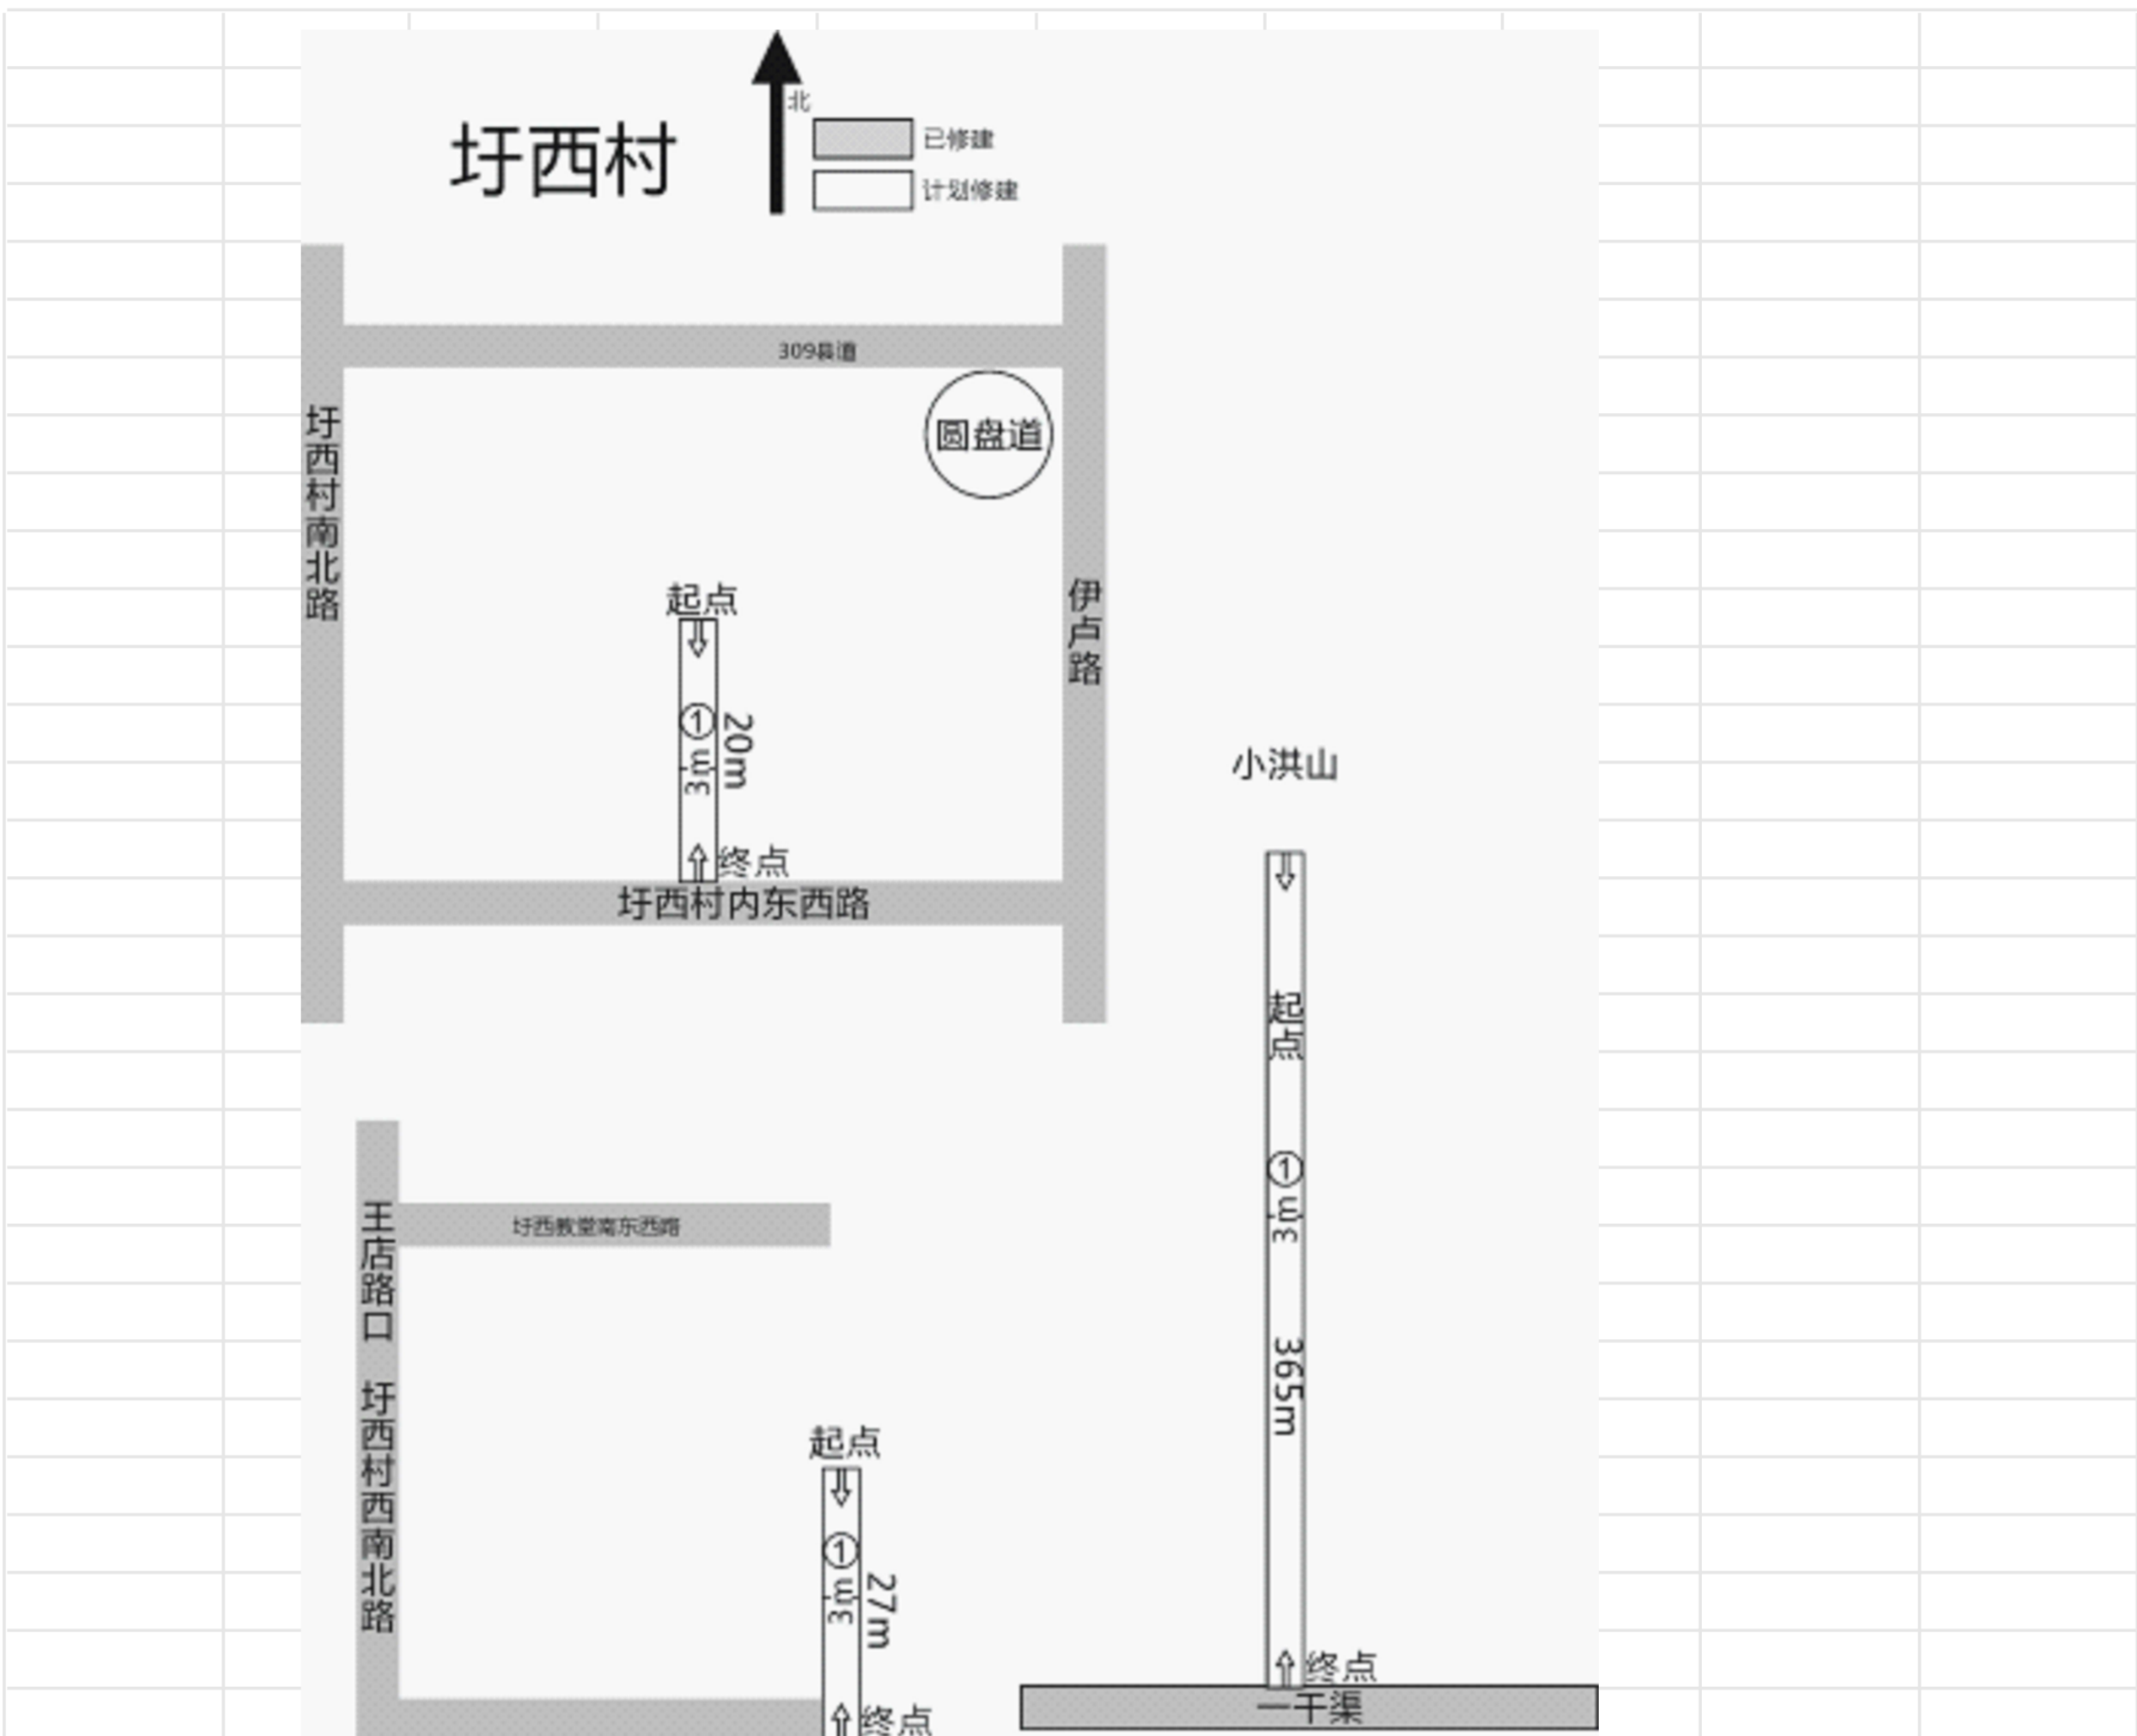 北
圩西村
已修建
计划修建
309县道
圆盘道
圩西村南北路
伊卢路
起点
①
3m
20m
终点
圩西村内东西路
小洪山
起点
①
3m
365m
终点
一干渠
王店路口 圩西村西南北路
圩西教堂南东西路
起点
①
3m
27m
终点